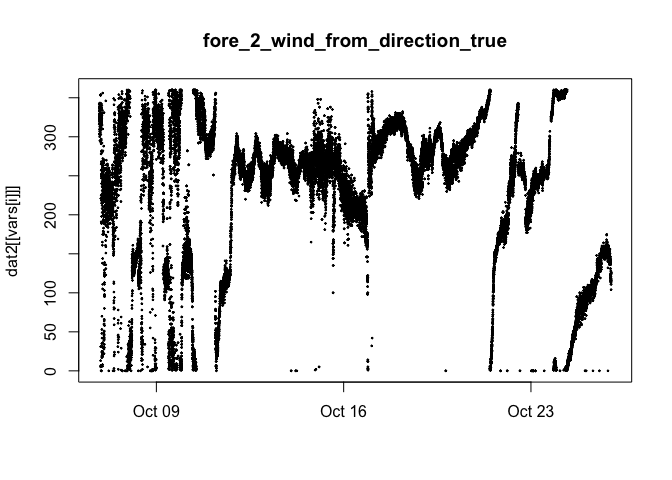 fore_2_wind_from_direction_true
dat2[[vars[i]]]
300
200
100
50
0
Oct 09
Oct 16
Oct 23